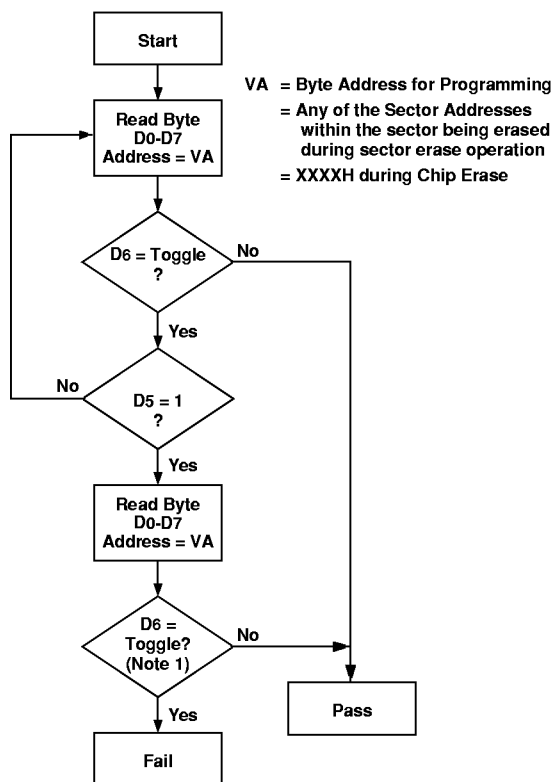 Start
VA = Byte Address for Programming
= Any of the Sector Addresses
within the sector being erased
during sector erase operation
= XXXXH during Chip Erase
Read Byte
D0-D7
Address = VA
D6 = Toggle
?
No
Yes
D5 = 1
?
No
Yes
Read Byte
D0-D7
Address = VA
D6 =
Toggle?
(Note 1)
No
Yes
Pass
Fail